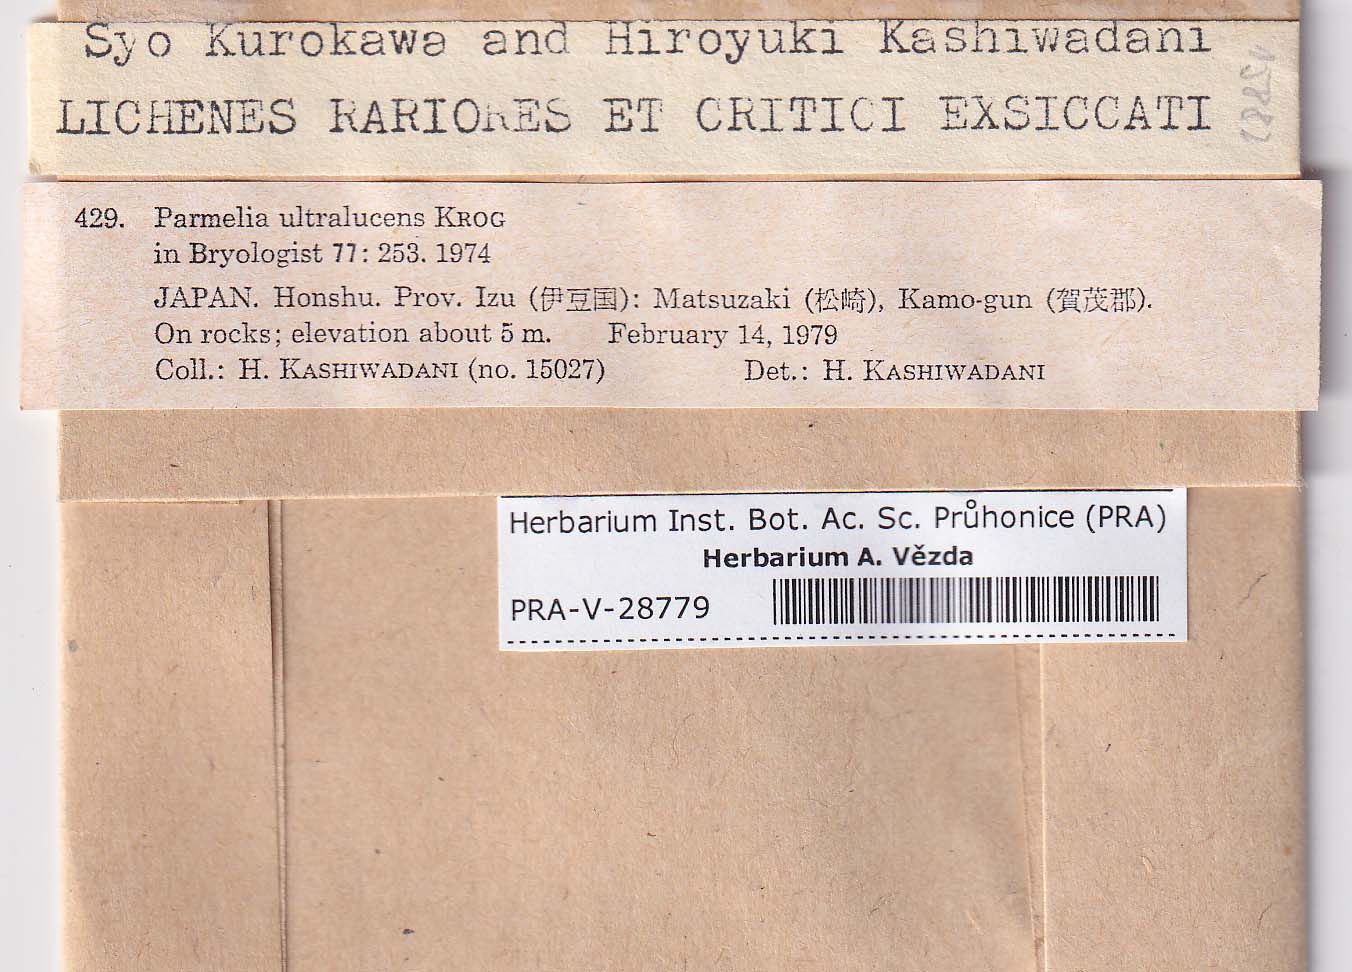 Syo Kurokawa and Hiroyuki Kashiwadani
LICHENES RARIORES ET CRITICI EXSICCATI
429. Parmelia ultralucens KROG
in Bryologist 77: 253. 1974
JAPAN. Honshu. Prov. Izu (伊豆国): Matsuzaki (松崎), Kamo-gun (賀茂郡).
On rocks; elevation about 5 m. February 14, 1979
Coll.: H. KASHIWADANI (no. 15027) Det.: H. KASHIWADANI
Herbarium Inst. Bot. Ac. Sc. Průhonice (PRA)
Herbarium A. Vězda
PRA-V-28779